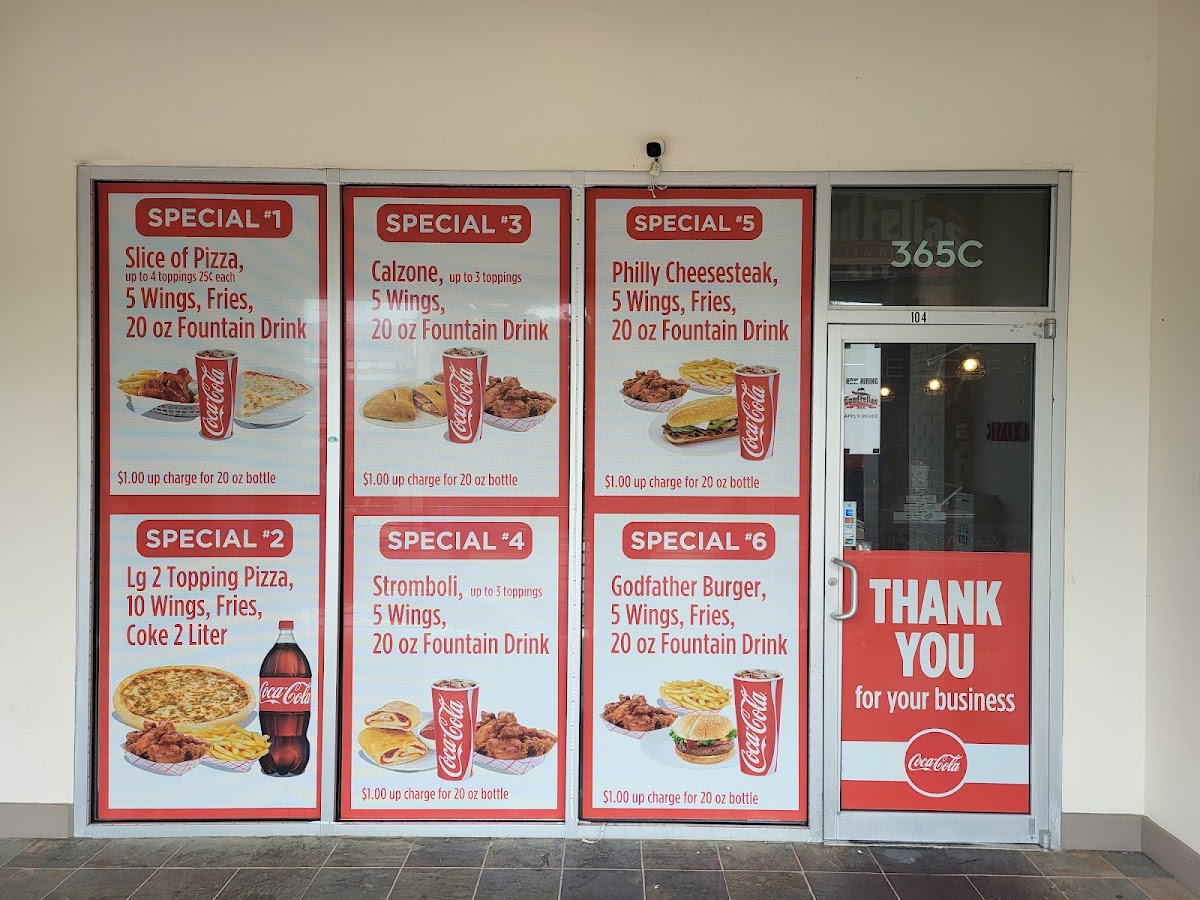 SPECIAL #1
Slice of Pizza,
up to 4 toppings 25¢ each
5 Wings, Fries,
20 oz Fountain Drink
Coca-Cola
$1.00 up charge for 20 oz bottle
SPECIAL #2
Lg 2 Topping Pizza,
10 Wings, Fries,
Coke 2 Liter
Coca-Cola
SPECIAL #3
Calzone, up to 3 toppings
5 Wings,
20 oz Fountain Drink
Coca-Cola
$1.00 up charge for 20 oz bottle
SPECIAL #4
Stromboli, up to 3 toppings
5 Wings,
20 oz Fountain Drink
Coca-Cola
$1.00 up charge for 20 oz bottle
SPECIAL #5
Philly Cheesesteak,
5 Wings, Fries,
20 oz Fountain Drink
Coca-Cola
$1.00 up charge for 20 oz bottle
SPECIAL #6
Godfather Burger,
5 Wings, Fries,
20 oz Fountain Drink
Coca-Cola
$1.00 up charge for 20 oz bottle
GoodFellas
365C
104
NOW HIRING
GoodFellas
APPLY INSIDE
THANK
YOU
for your business
Coca-Cola